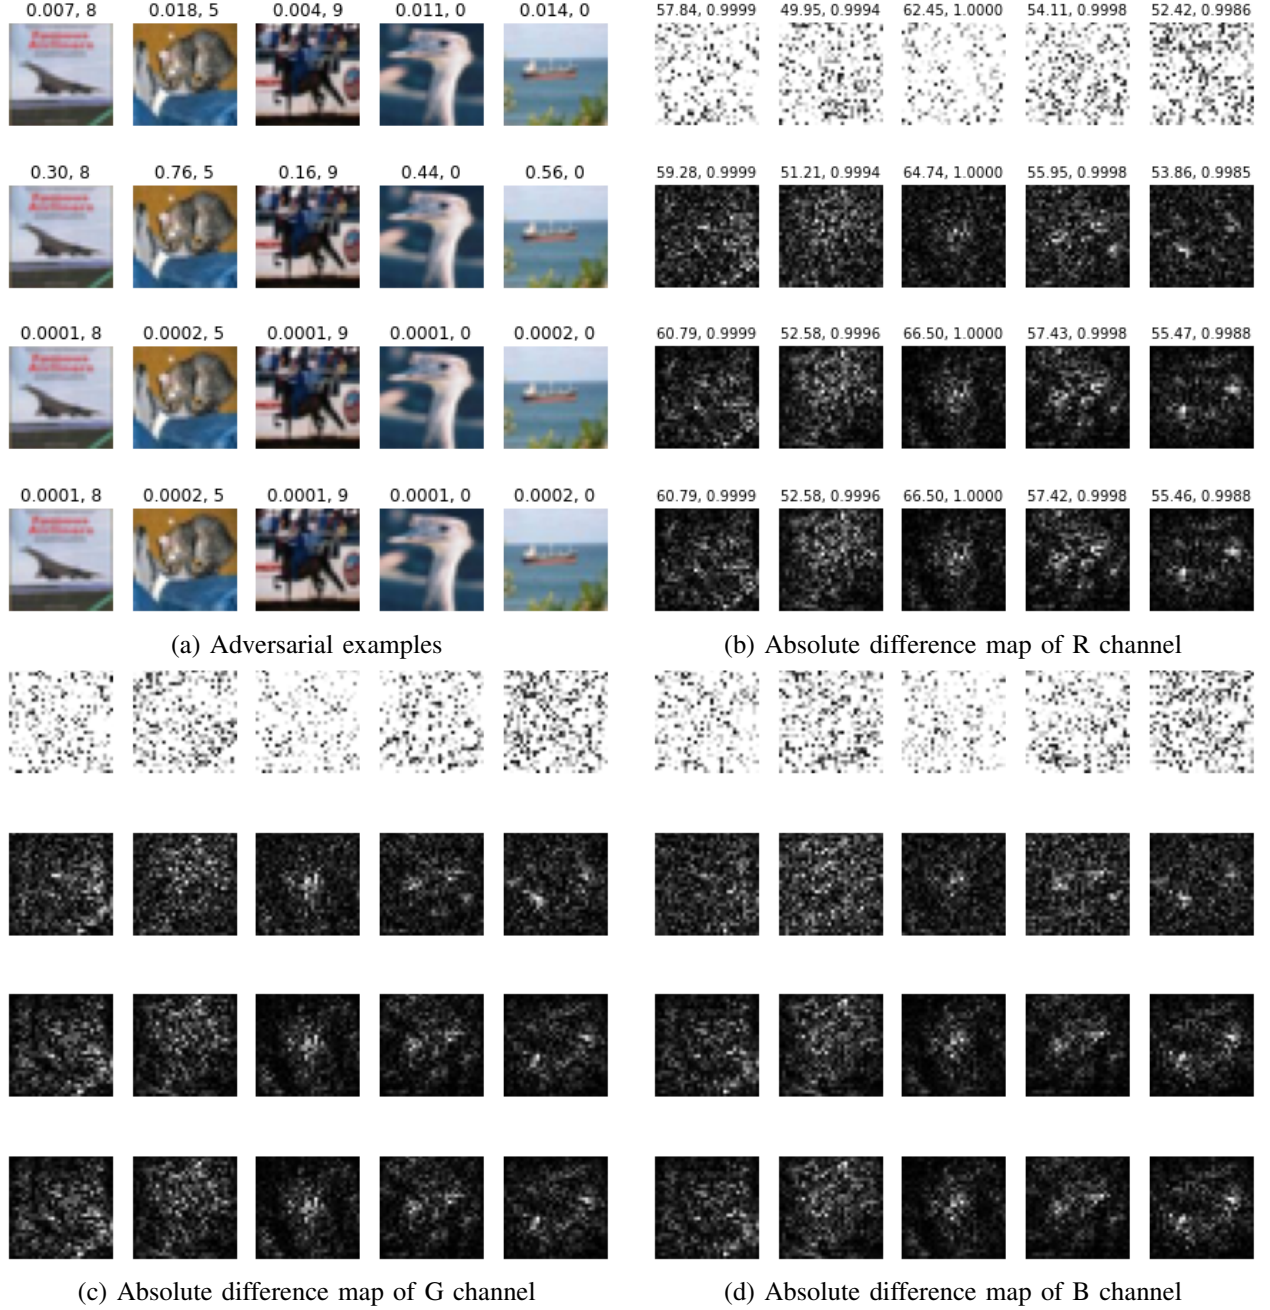 0.007, 8 0.018, 5 0.004, 9 0.011, 0 0.014, 0
57.84, 0.9999 49.95, 0.9994 62.45, 1.0000 54.11, 0.9998 52.42, 0.9986
0.30, 8 0.76, 5 0.16, 9 0.44, 0 0.56, 0
59.28, 0.9999 51.21, 0.9994 64.74, 1.0000 55.95, 0.9998 53.86, 0.9985
0.0001, 8 0.0002, 5 0.0001, 9 0.0001, 0 0.0002, 0
60.79, 0.9999 52.58, 0.9996 66.50, 1.0000 57.43, 0.9998 55.47, 0.9988
0.0001, 8 0.0002, 5 0.0001, 9 0.0001, 0 0.0002, 0
60.79, 0.9999 52.58, 0.9996 66.50, 1.0000 57.42, 0.9998 55.46, 0.9988
(a) Adversarial examples
(b) Absolute difference map of R channel
(c) Absolute difference map of G channel
(d) Absolute difference map of B channel